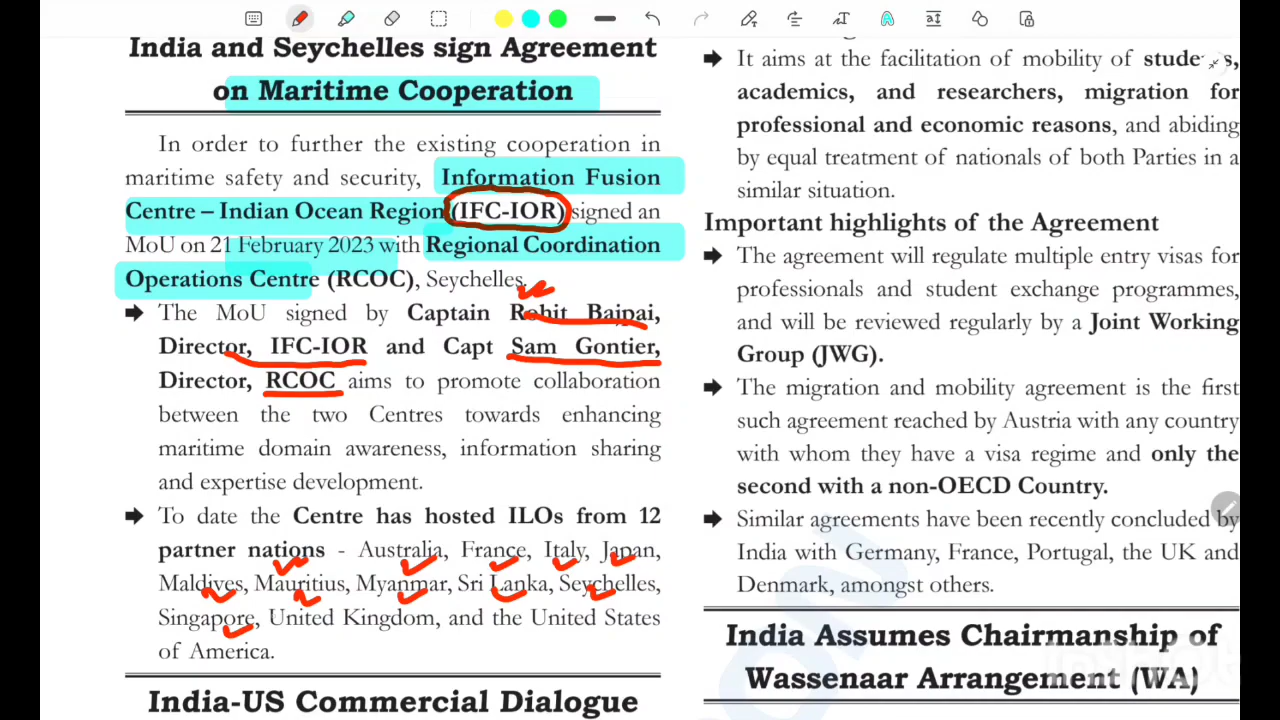 India and Seychelles sign Agreement
on Maritime Cooperation
In order to further the existing cooperation in
maritime safety and security, Information Fusion
Centre – Indian Ocean Region (IFC-IOR) signed an
MoU on 21 February 2023 with Regional Coordination
Operations Centre (RCOC), Seychelles.
➔ The MoU signed by Captain Rohit Bajpai,
Director, IFC-IOR and Capt Sam Gontier,
Director, RCOC aims to promote collaboration
between the two Centres towards enhancing
maritime domain awareness, information sharing
and expertise development.
➔ To date the Centre has hosted ILOs from 12
partner nations - Australia, France, Italy, Japan,
Maldives, Mauritius, Myanmar, Sri Lanka, Seychelles,
Singapore, United Kingdom, and the United States
of America.
India-US Commercial Dialogue
➔ It aims at the facilitation of mobility of students,
academics, and researchers, migration for
professional and economic reasons, and abiding
by equal treatment of nationals of both Parties in a
similar situation.
Important highlights of the Agreement
➔ The agreement will regulate multiple entry visas for
professionals and student exchange programmes,
and will be reviewed regularly by a Joint Working
Group (JWG).
➔ The migration and mobility agreement is the first
such agreement reached by Austria with any country
with whom they have a visa regime and only the
second with a non-OECD Country.
➔ Similar agreements have been recently concluded by
India with Germany, France, Portugal, the UK and
Denmark, amongst others.
India Assumes Chairmanship of
Wassenaar Arrangement (WA)